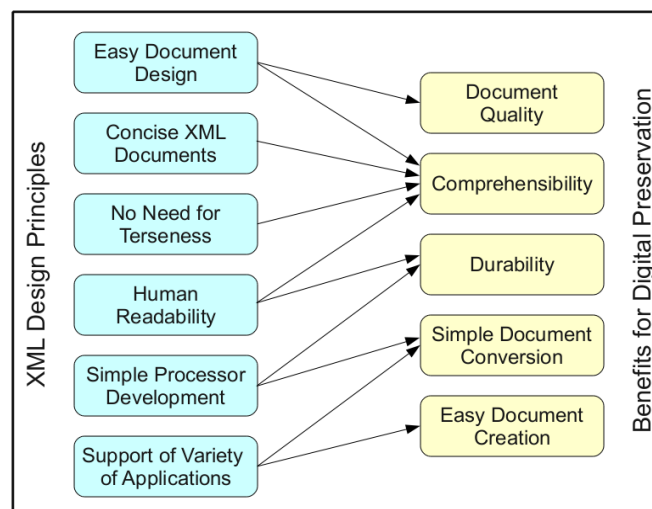 XML Design Principles
Easy Document
Design
Concise XML
Documents
No Need for
Terseness
Human
Readability
Simple Processor
Development
Support of Variety
of Applications
Document
Quality
Comprehensibility
Durability
Simple Document
Conversion
Easy Document
Creation
Benefits for Digital Preservation